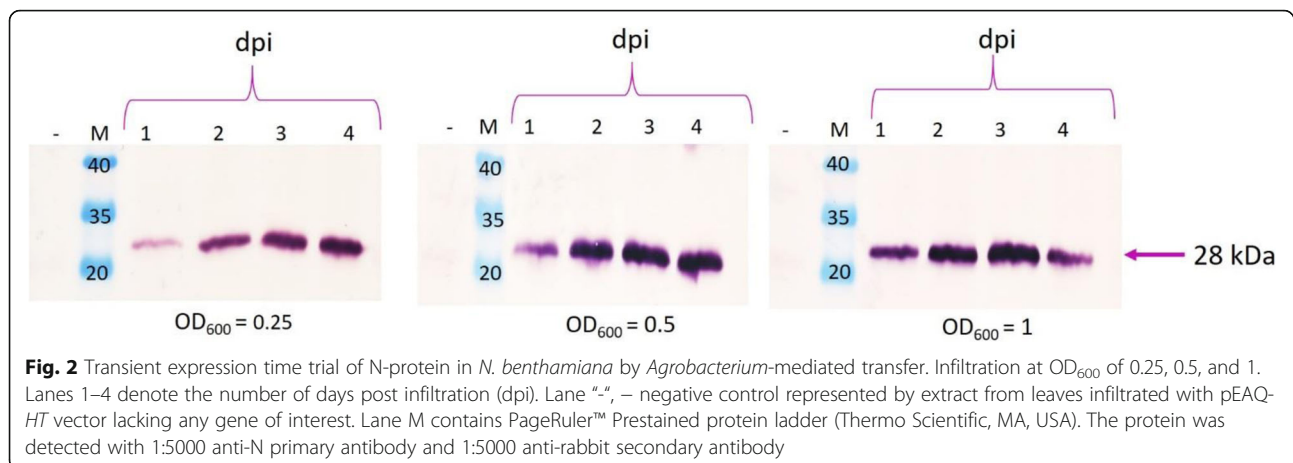 dpi dpi dpi
- M 1 2 3 4 - M 1 2 3 4 - M 1 2 3 4
40 40 40
35 35 35
20 20 20 28 kDa
OD600 = 0.25 OD600 = 0.5 OD600 = 1
Fig. 2 Transient expression time trial of N-protein in N. benthamiana by Agrobacterium-mediated transfer. Infiltration at OD600 of 0.25, 0.5, and 1.
Lanes 1–4 denote the number of days post infiltration (dpi). Lane “-“, – negative control represented by extract from leaves infiltrated with pEAQ-
HT vector lacking any gene of interest. Lane M contains PageRuler™ Prestained protein ladder (Thermo Scientific, MA, USA). The protein was
detected with 1:5000 anti-N primary antibody and 1:5000 anti-rabbit secondary antibody